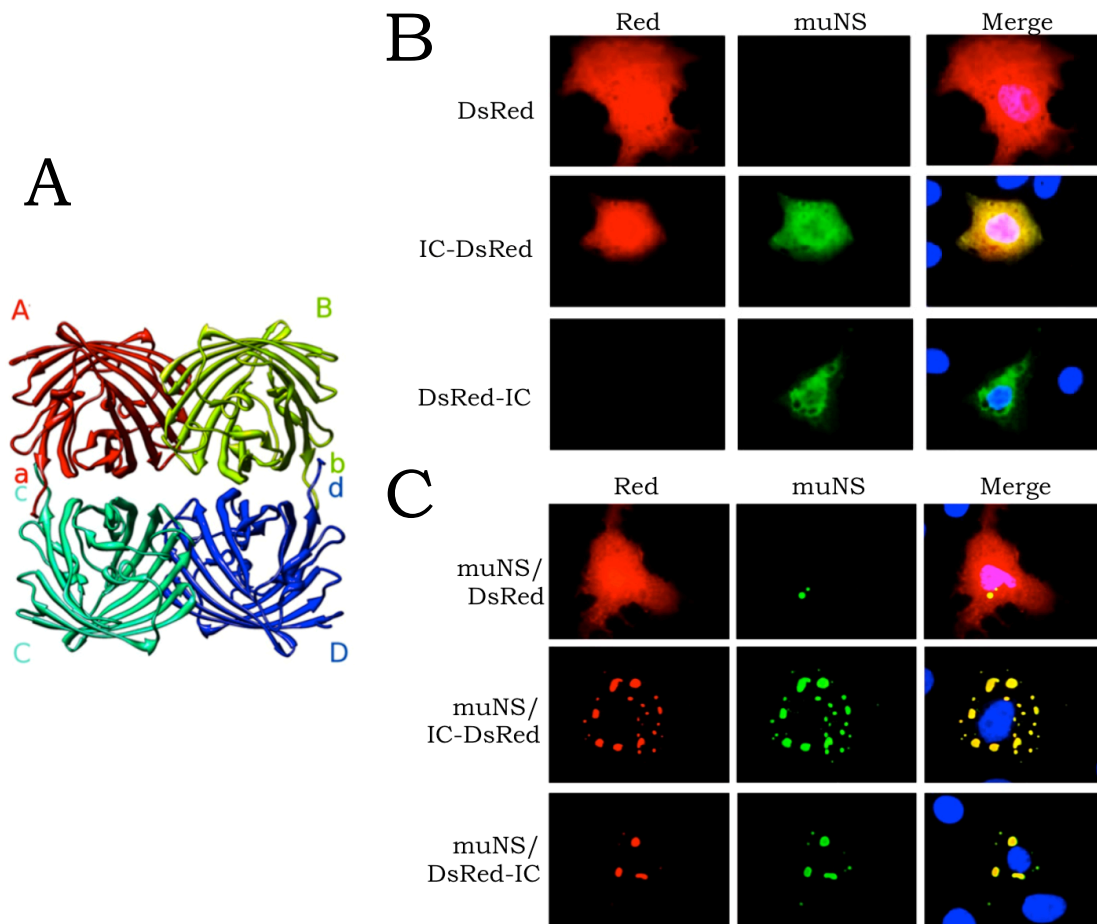 A
A
B
a
c
b
d
C
D
B
Red muNS Merge
DsRed
IC-DsRed
DsRed-IC
C
Red muNS Merge
muNS/
DsRed
muNS/
IC-DsRed
muNS/
DsRed-IC